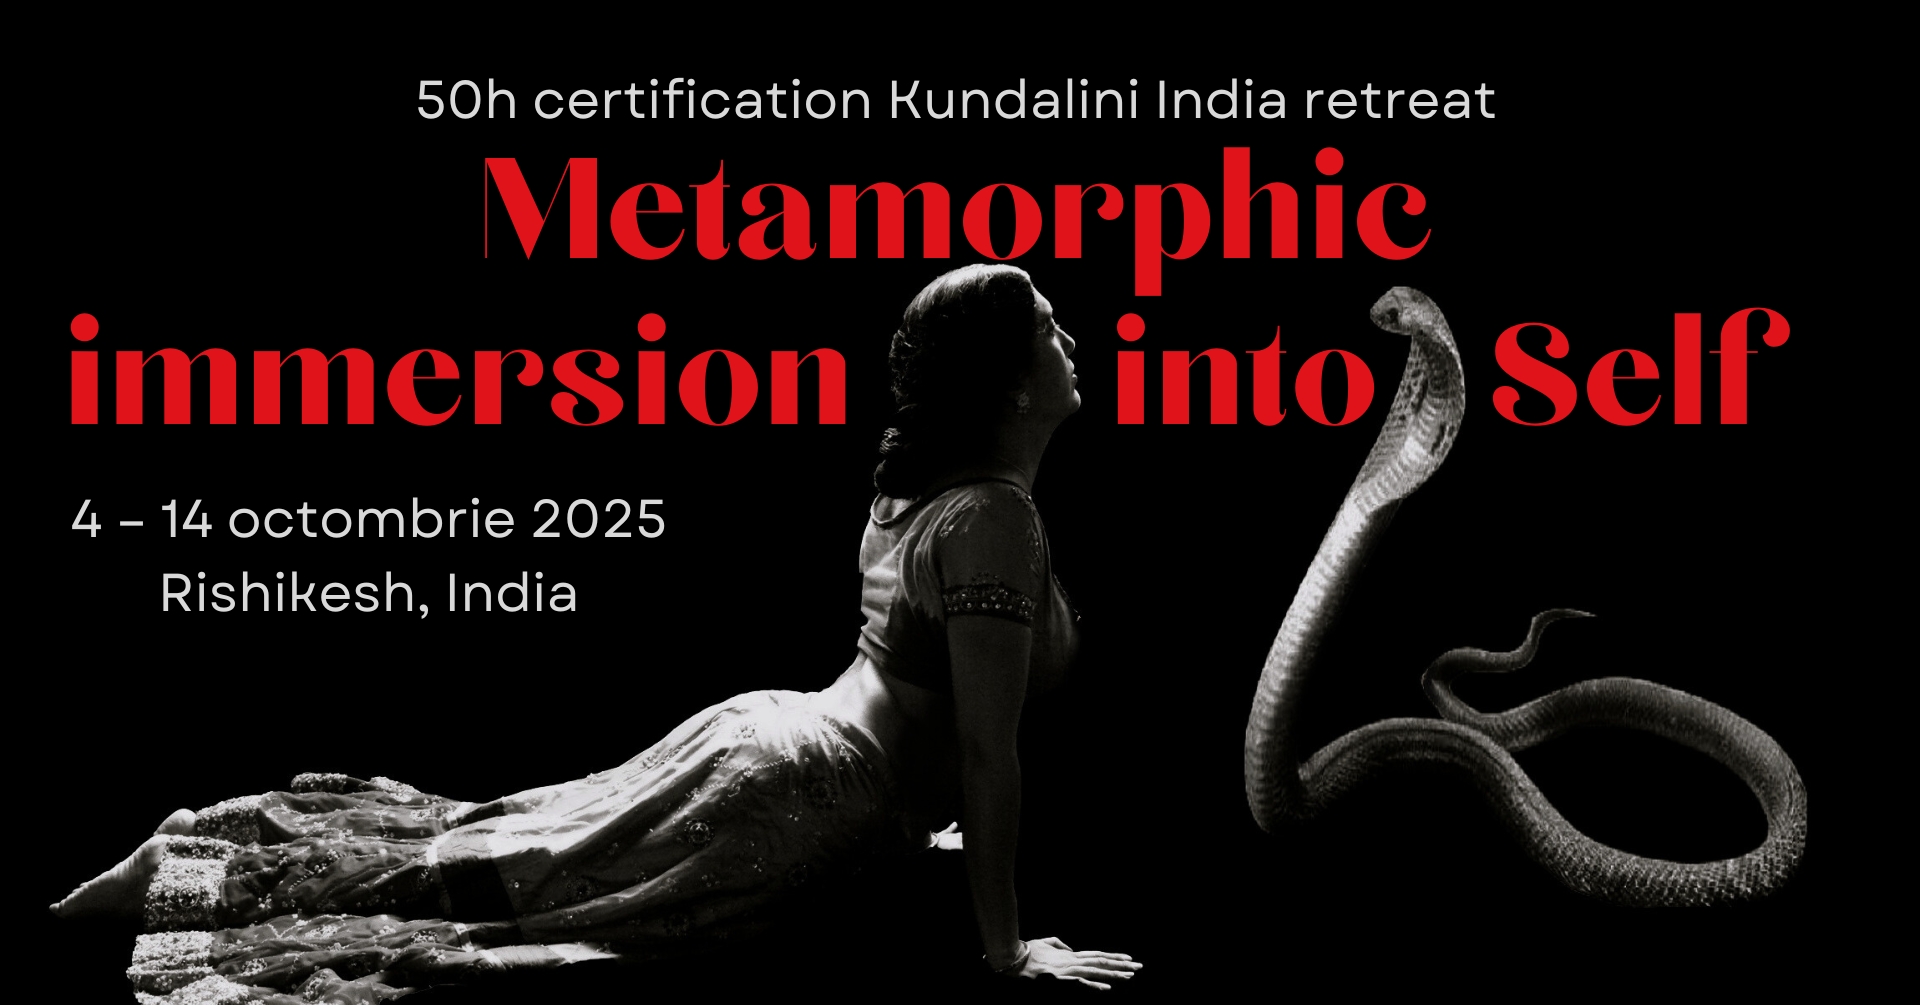 50h certification Kundalini India retreat
Metamorphic
immersion into Self
4 – 14 octombrie 2025
Rishikesh, India